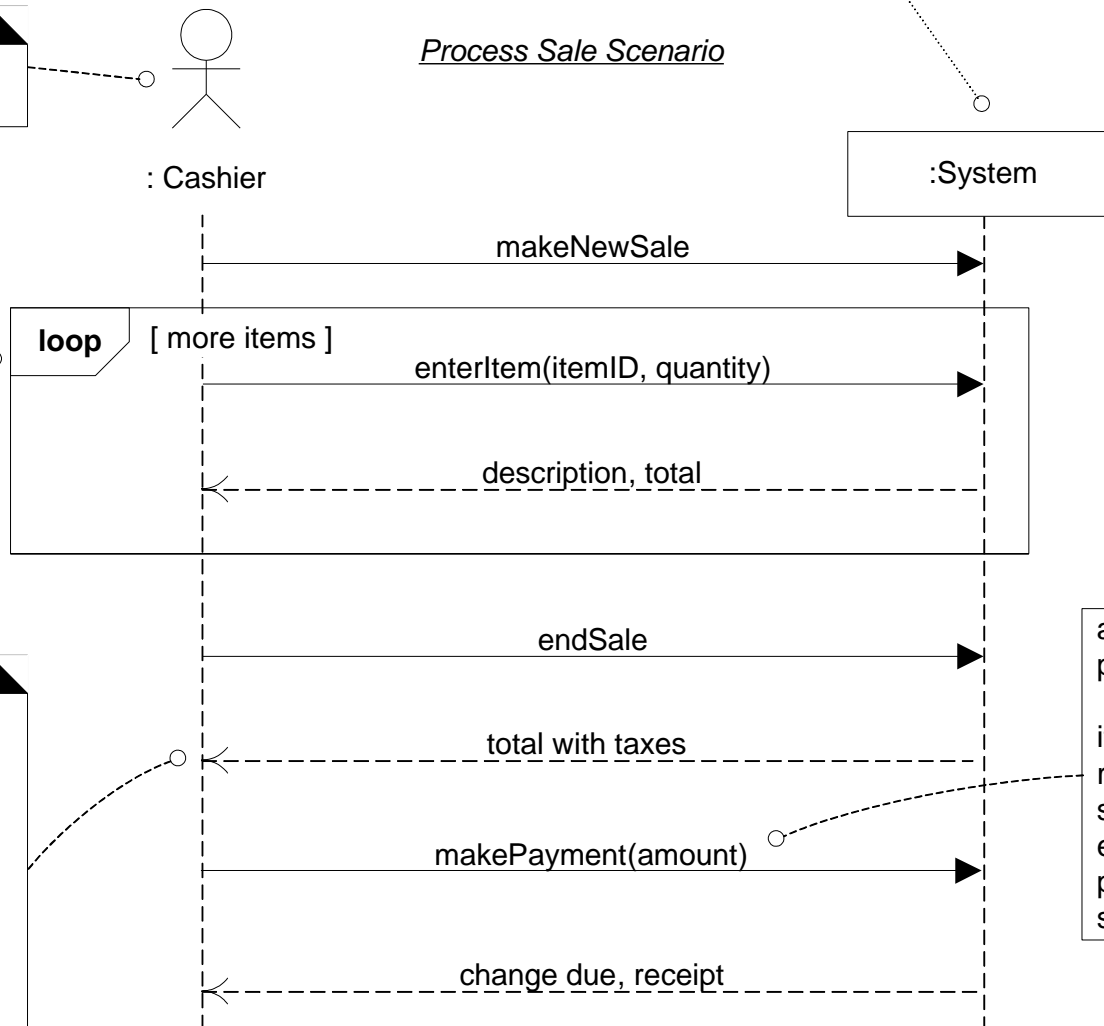 Process Sale Scenario
: Cashier
:System
makeNewSale
loop
[ more items ]
enterItem(itemID, quantity)
description, total
endSale
total with taxes
makePayment(amount)
change due, receipt